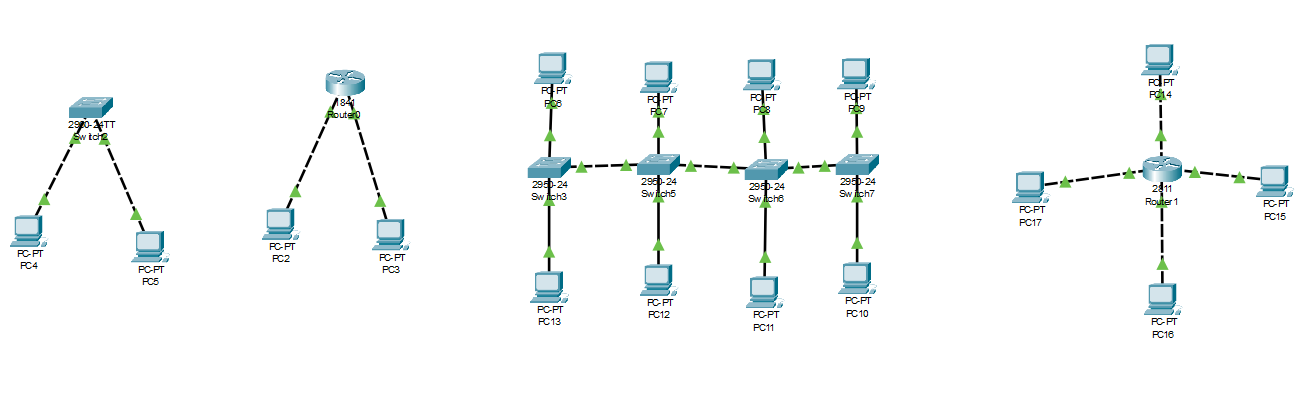 2960-24TT
Switch2
PC-PT
PC4
PC-PT
PC5
1841
Router0
PC-PT
PC2
PC-PT
PC3
PC-PT
PC6
PC-PT
PC7
PC-PT
PC8
PC-PT
PC9
2950-24
Switch3
2950-24
Switch5
2950-24
Switch6
2950-24
Switch7
PC-PT
PC13
PC-PT
PC12
PC-PT
PC11
PC-PT
PC10
PC-PT
PC14
2811
Router1
PC-PT
PC17
PC-PT
PC15
PC-PT
PC16